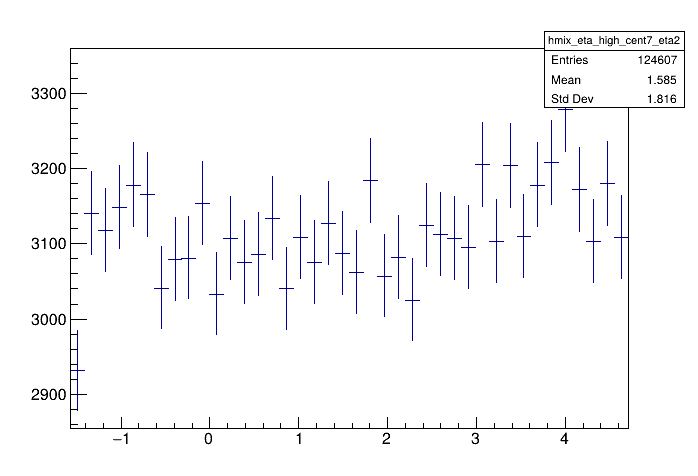 hmix_eta_high_cent7_eta2
Entries 124607
Mean 1.585
Std Dev 1.816
3300
3200
3100
3000
2900
−1 0 1 2 3 4